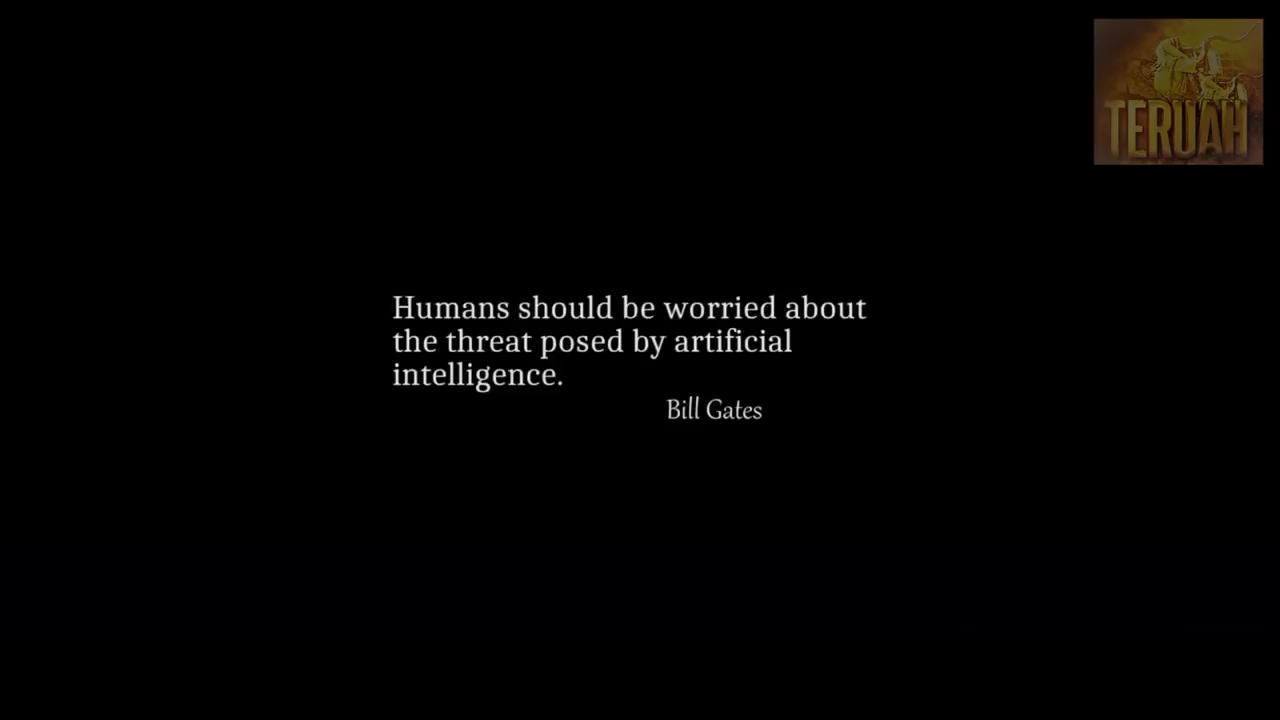 TERUAH
Humans should be worried about
the threat posed by artificial
intelligence.
Bill Gates